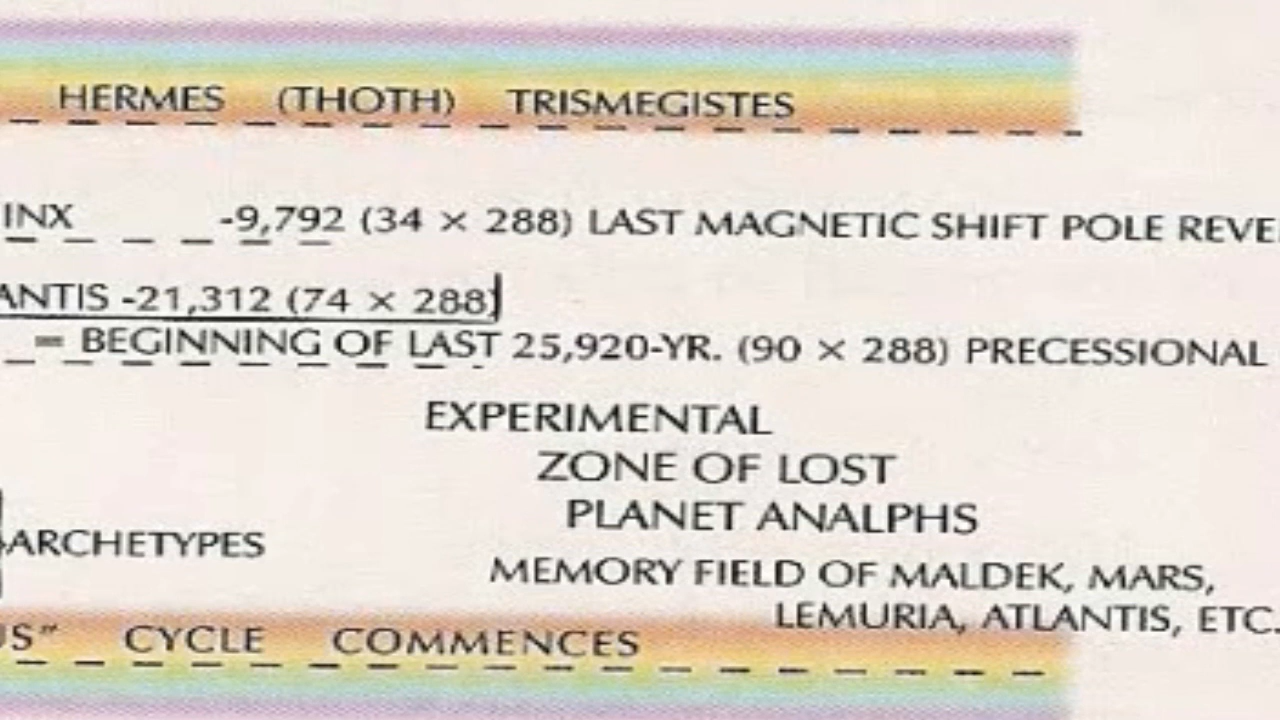 HERMES (THOTH) TRISMEGISTES
INX -9,792 (34 × 288) LAST MAGNETIC SHIFT POLE REVE
ANTIS -21,312 (74 × 288)
= BEGINNING OF LAST 25,920-YR. (90 × 288) PRECESSIONAL
EXPERIMENTAL
ZONE OF LOST
PLANET ANALPHS
ARCHETYPES
MEMORY FIELD OF MALDEK, MARS,
LEMURIA, ATLANTIS, ETC.
US” CYCLE COMMENCES